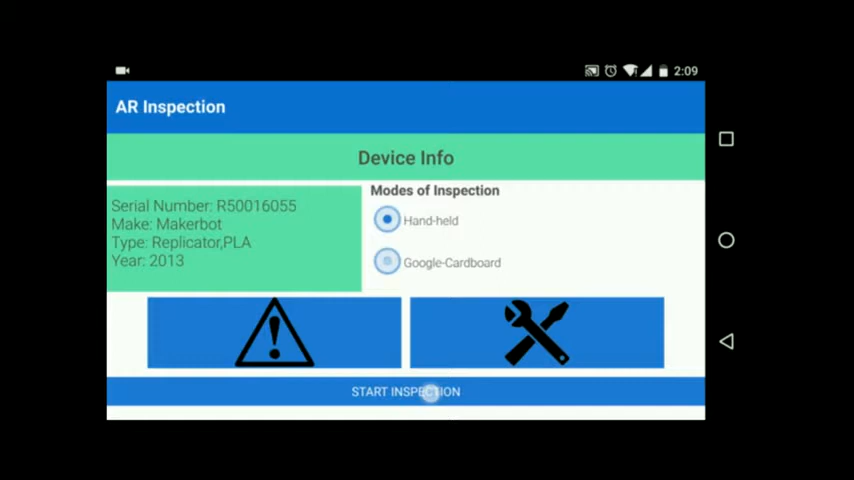 2:09
AR Inspection
Device Info
Serial Number: R50016055
Make: Makerbot
Type: Replicator,PLA
Year: 2013
Modes of Inspection
Hand-held
Google-Cardboard
START INSPECTION